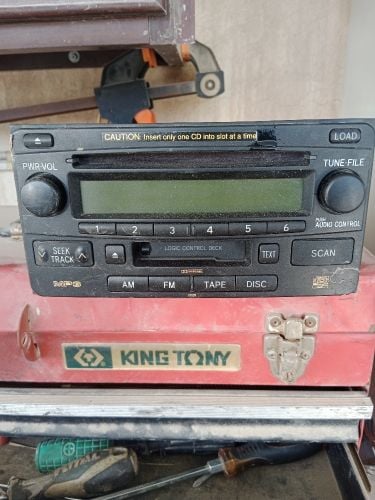 CAUTION: Insert only one CD into slot at a time
LOAD
PWR·VOL
TUNE·FILE
1 2 3 4 5 6
PUSH
AUDIO CONTROL
SEEK
TRACK
LOGIC CONTROL DECK
TEXT
SCAN
MP3
AM FM TAPE DISC
KING TONY